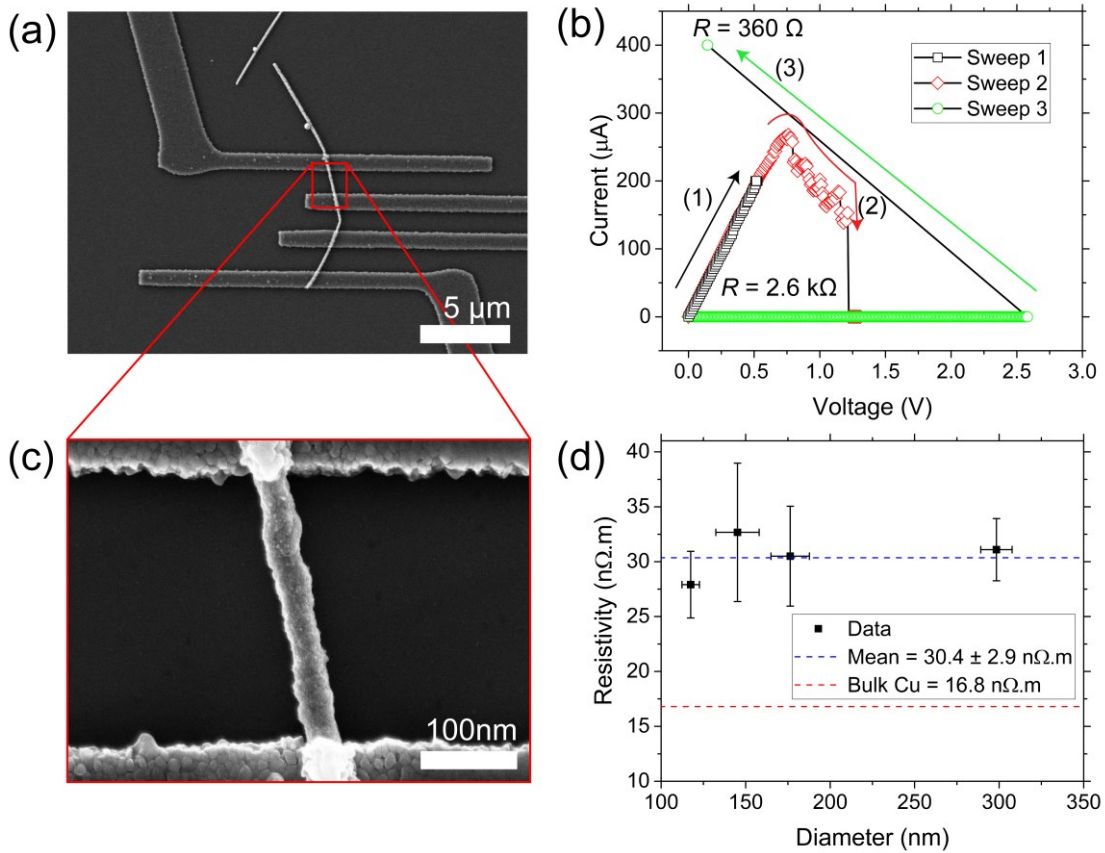 (a)
5 μm
(b)
R = 360 Ω
(3)
Sweep 1
Sweep 2
Sweep 3
(1)
(2)
R = 2.6 kΩ
Current (μA)
400
300
200
100
0
0.0 0.5 1.0 1.5 2.0 2.5 3.0
Voltage (V)
(c)
100nm
(d)
Resistivity (nΩ.m)
40
35
30
25
20
15
10
Data
Mean = 30.4 ± 2.9 nΩ.m
Bulk Cu = 16.8 nΩ.m
100 150 200 250 300 350
Diameter (nm)